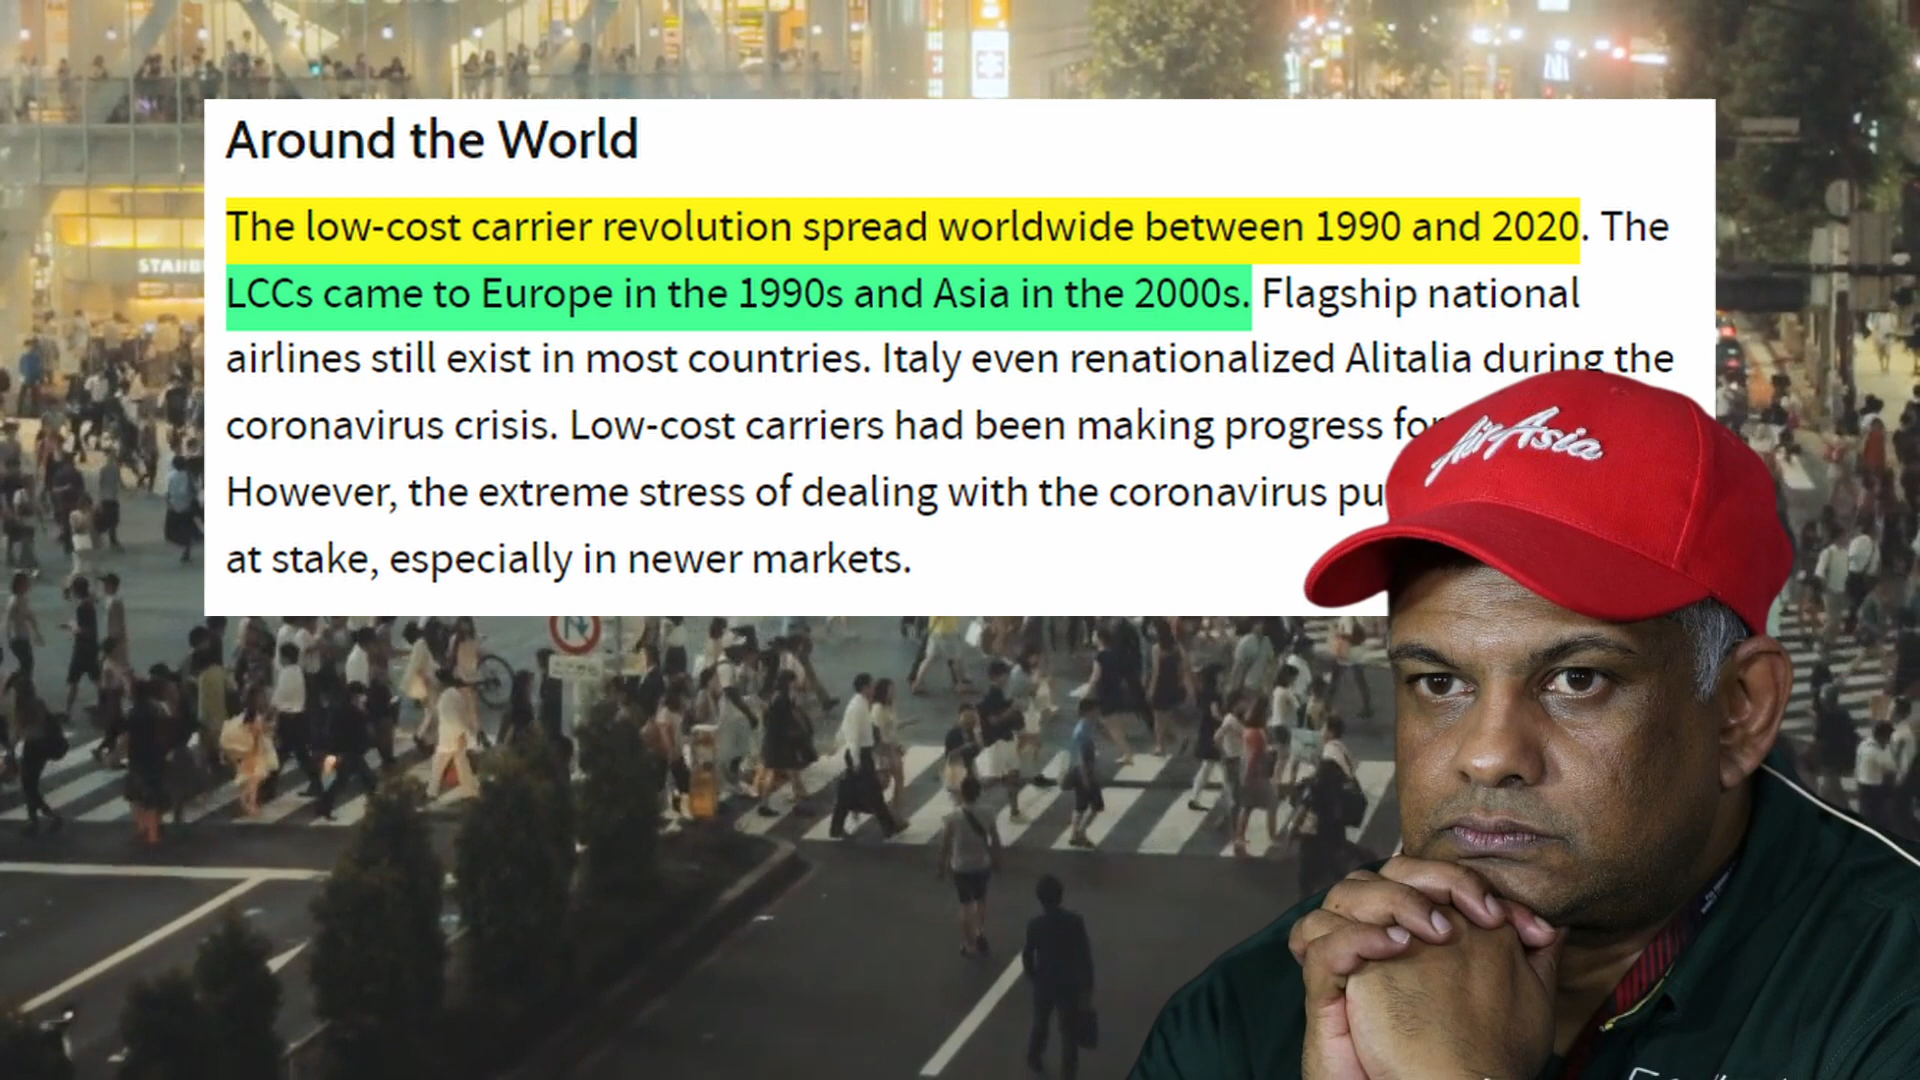 Around the World
The low-cost carrier revolution spread worldwide between 1990 and 2020. The
LCCs came to Europe in the 1990s and Asia in the 2000s. Flagship national
airlines still exist in most countries. Italy even renationalized Alitalia during the
coronavirus crisis. Low-cost carriers had been making progress for
However, the extreme stress of dealing with the coronavirus
at stake, especially in newer markets.
AirAsia